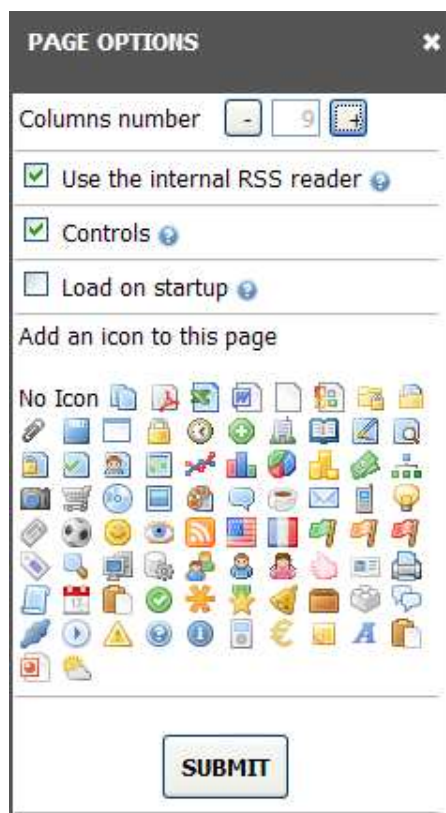 PAGE OPTIONS
Columns number - 9 +
Use the internal RSS reader
Controls
Load on startup
Add an icon to this page
No Icon
SUBMIT